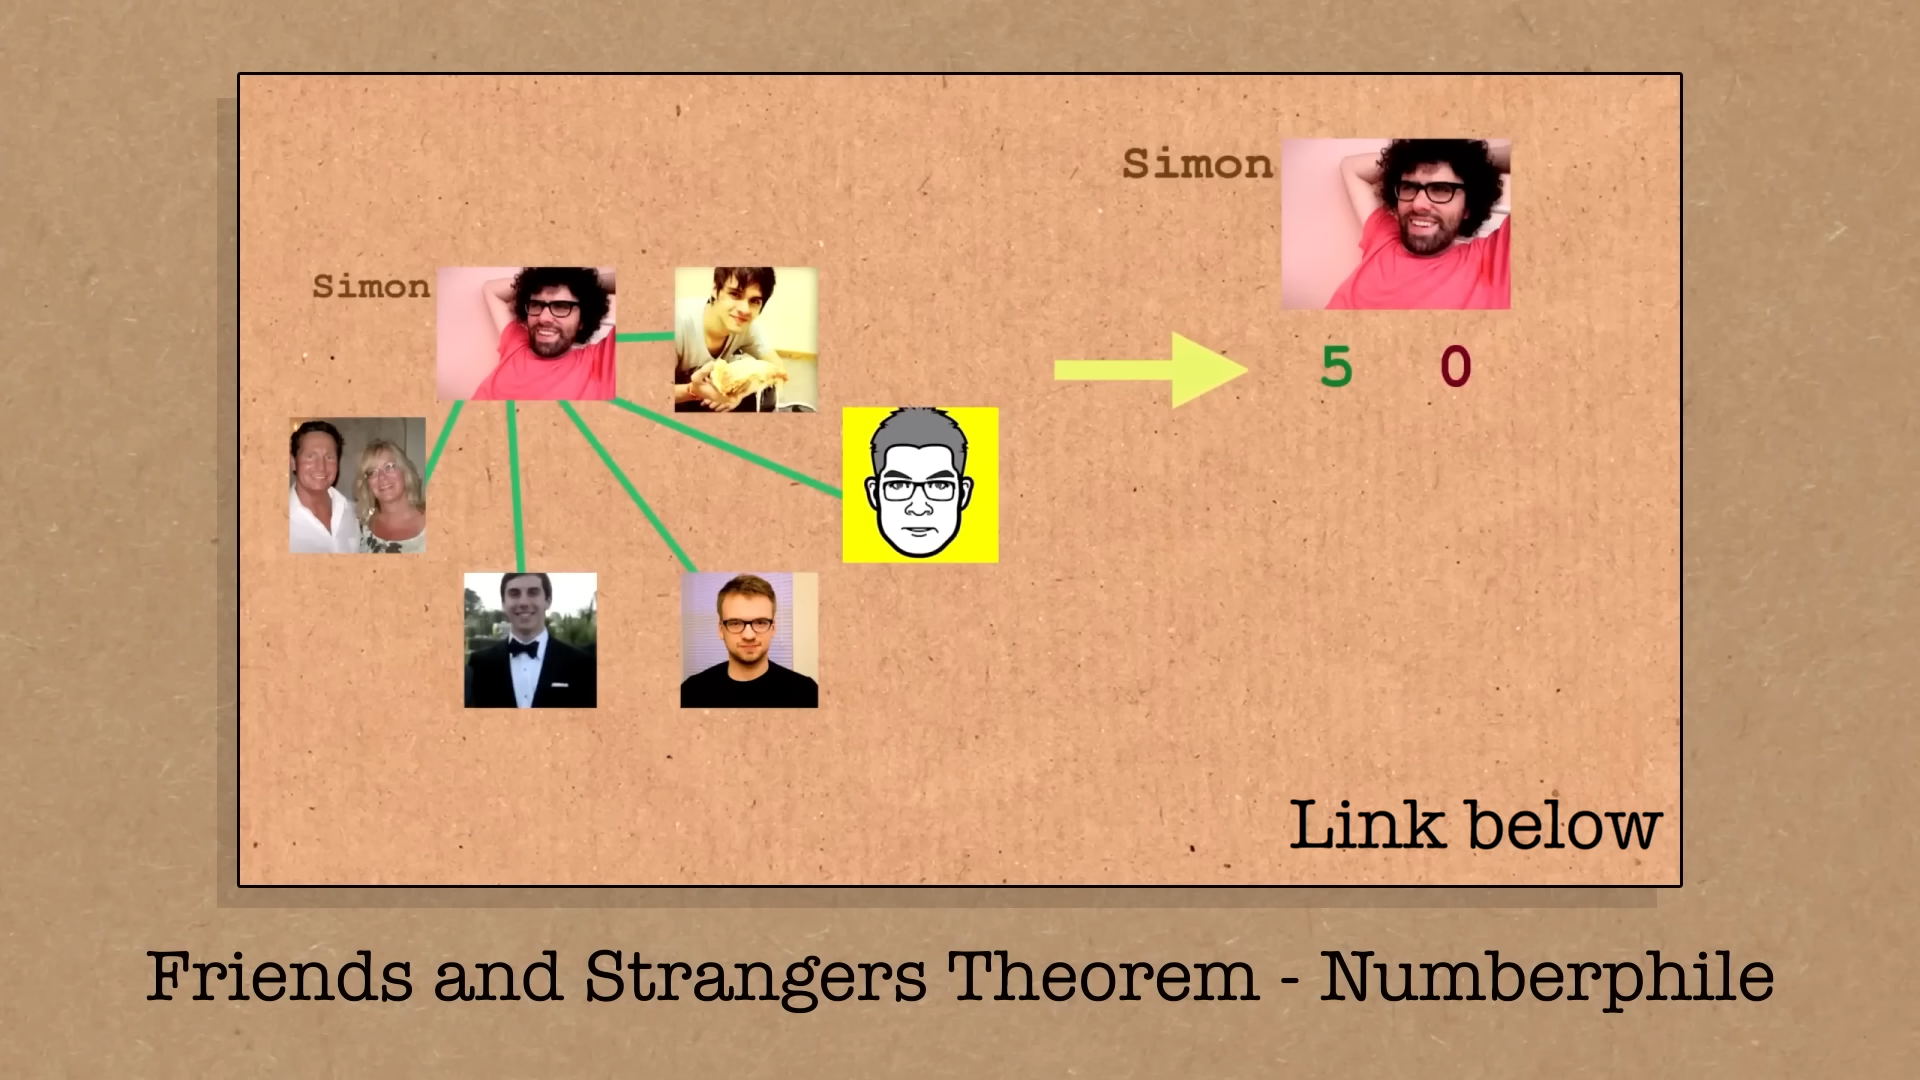 Simon
Simon
5 0
Link below
Friends and Strangers Theorem - Numberphile